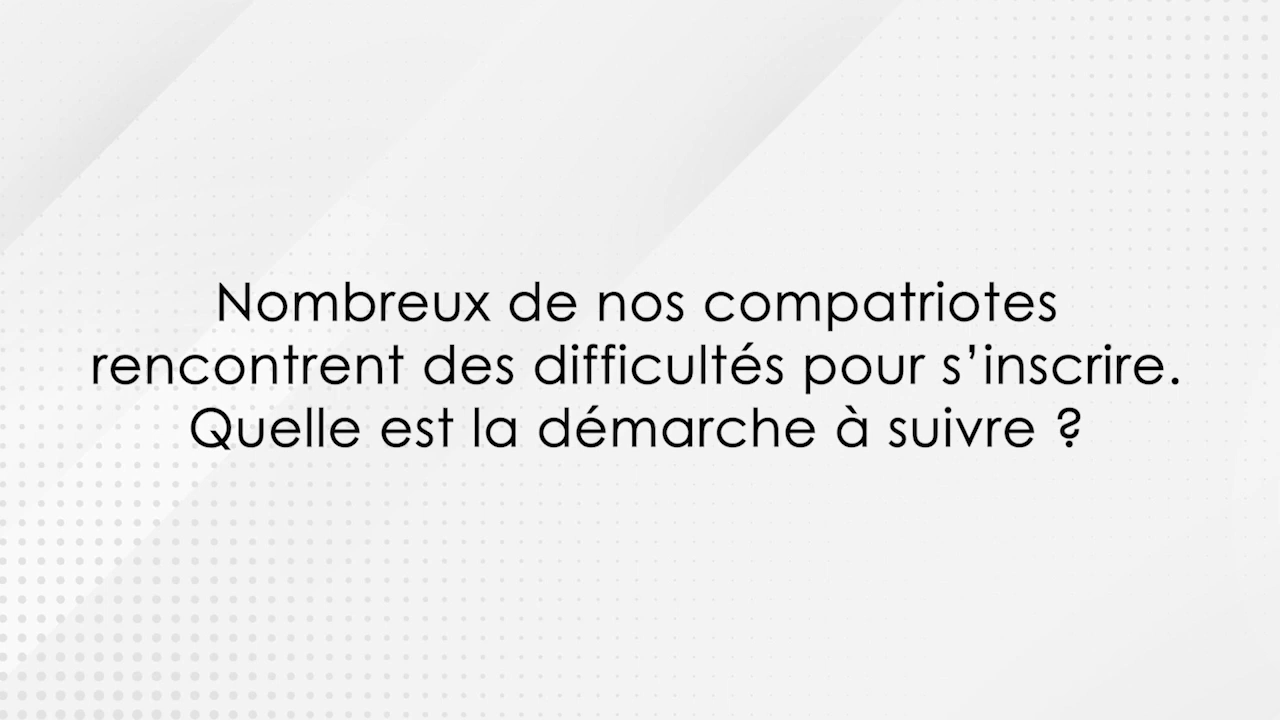 Nombreux de nos compatriotes
rencontrent des difficultés pour s’inscrire.
Quelle est la démarche à suivre ?